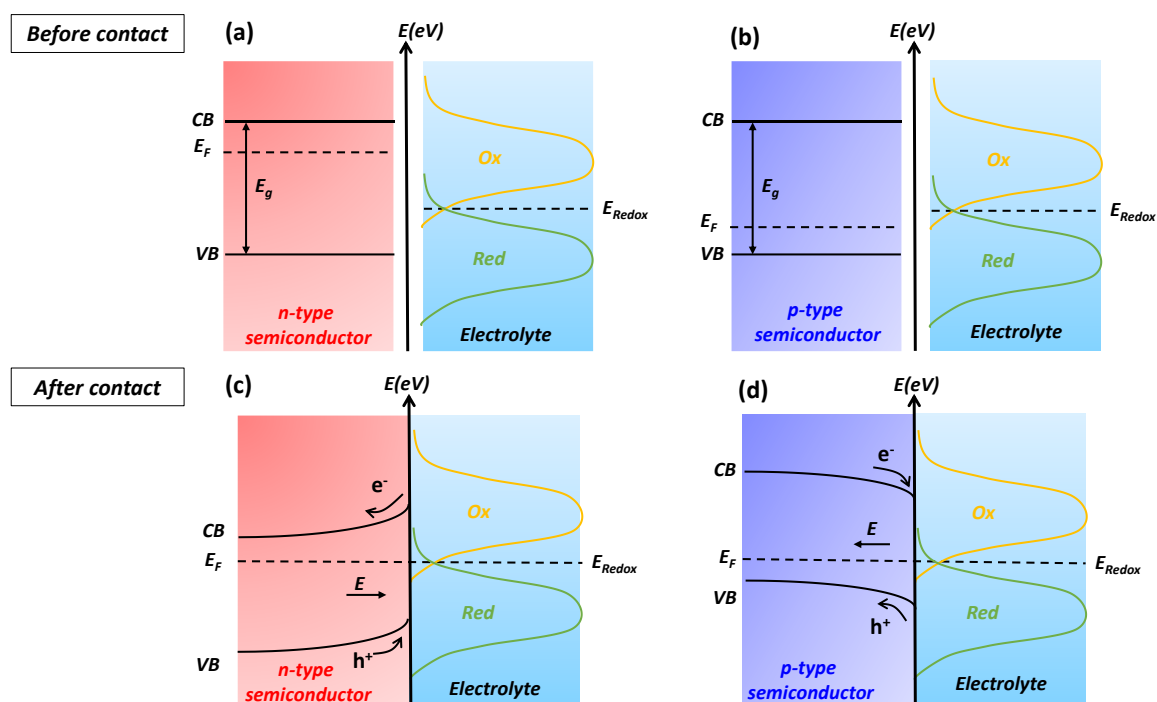 Before contact
(a)
E(eV)
CB
E_F
E_g
VB
Ox
E_Redox
Red
n-type
semiconductor
Electrolyte
(b)
E(eV)
CB
E_g
E_F
VB
Ox
E_Redox
Red
p-type
semiconductor
Electrolyte
After contact
(c)
E(eV)
e⁻
CB
Ox
E_F
E_Redox
E
Red
VB
h⁺
n-type
semiconductor
Electrolyte
(d)
E(eV)
CB
e⁻
Ox
E
E_F
E_Redox
VB
Red
h⁺
p-type
semiconductor
Electrolyte